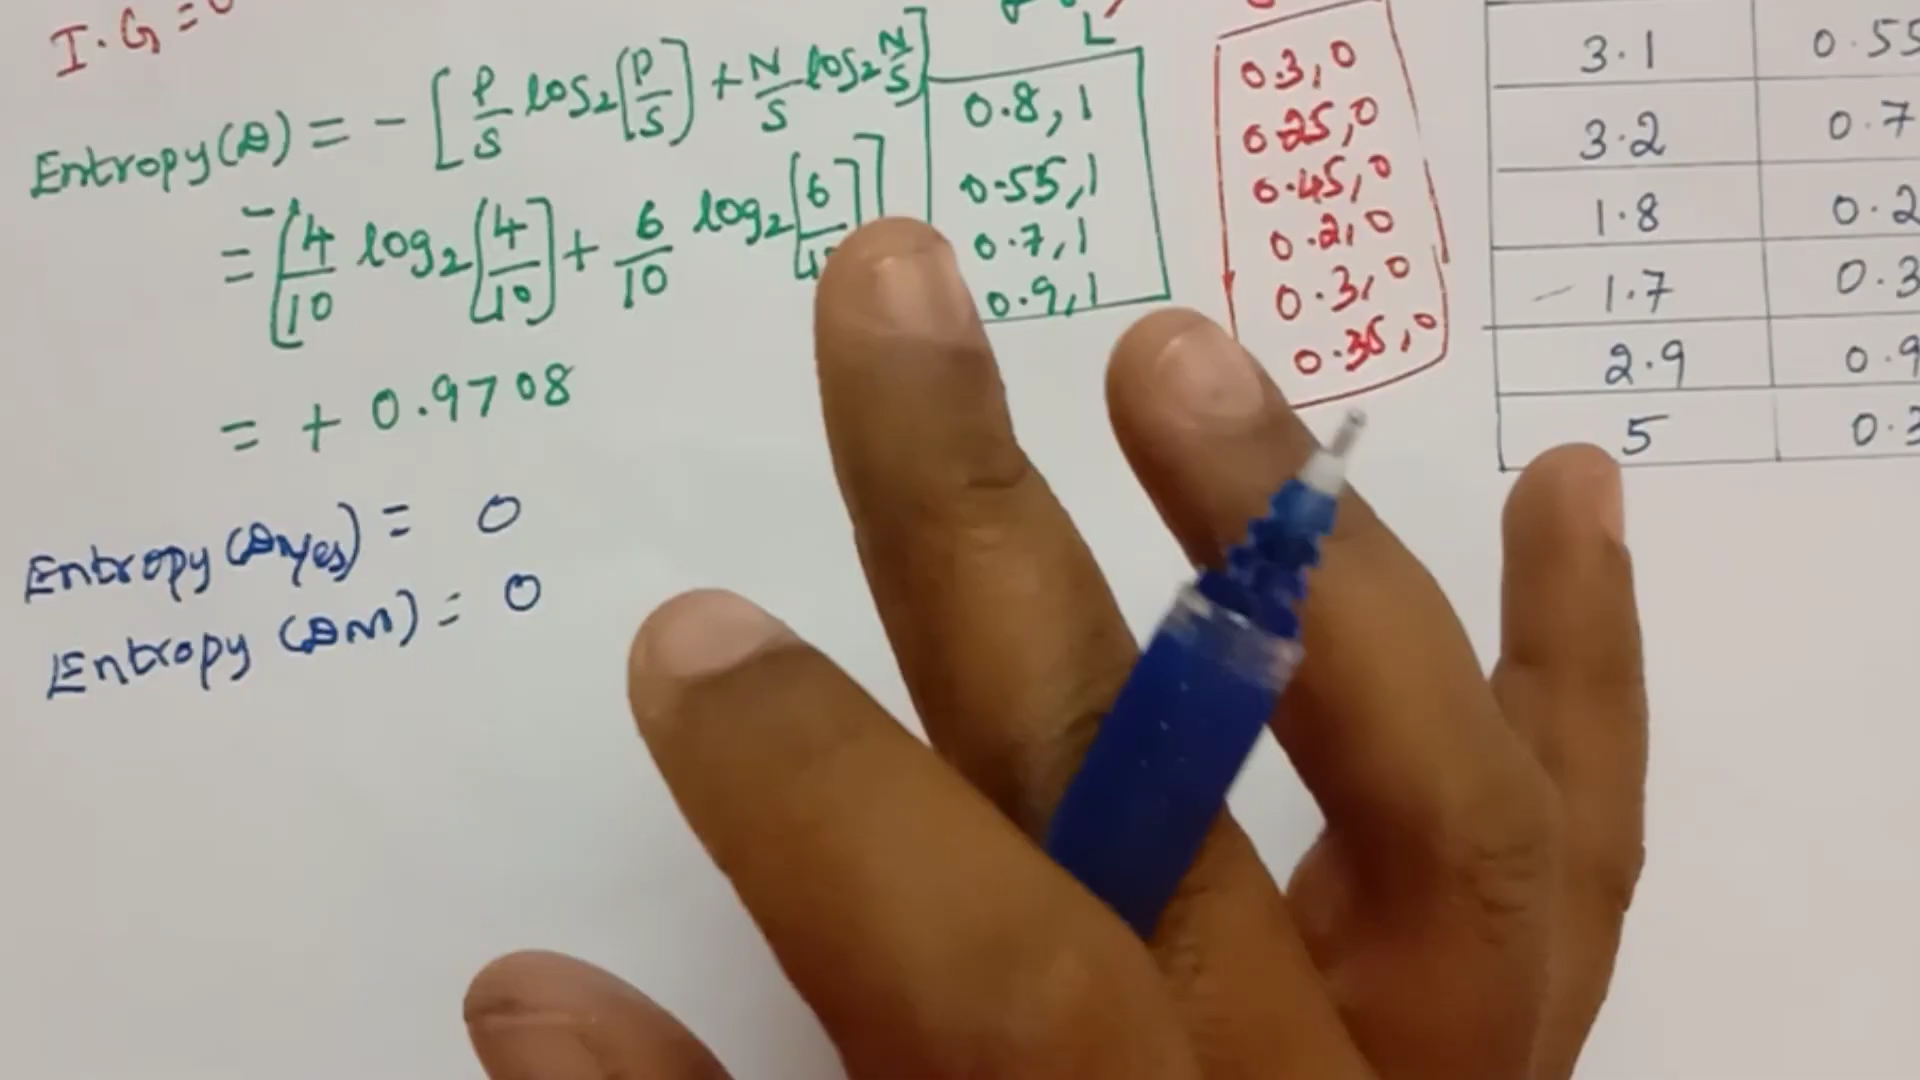 I.G =
Entropy(D) = - [P/S log2(P/S) + N/S log2 N/S]
= -[4/10 log2[4/10] + 6/10 log2[6/
= + 0.9708
Entropy (Dyes) = 0
Entropy (DN) = 0
L
0.8, 1
0.55, 1
0.7, 1
0.9, 1
0.3, 0
0.25, 0
0.45, 0
0.2, 0
0.3, 0
0.35, 0
3.1 0.55
3.2 0.7
1.8 0.2
1.7 0.3
2.9 0.9
5 0.3